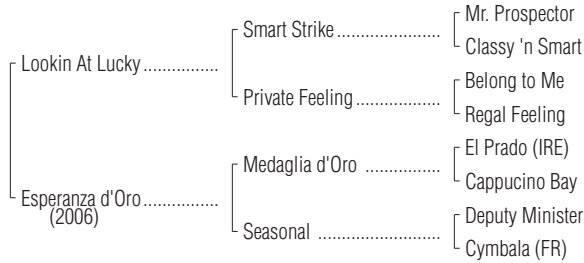 Mr. Prospector
Smart Strike ....................
Classy 'n Smart
Lookin At Lucky ...............
Belong to Me
Private Feeling ................
Regal Feeling
El Prado (IRE)
Medaglia d'Oro ...............
Cappucino Bay
Esperanza d'Oro ...............
(2006)
Deputy Minister
Seasonal ........................
Cymbala (FR)